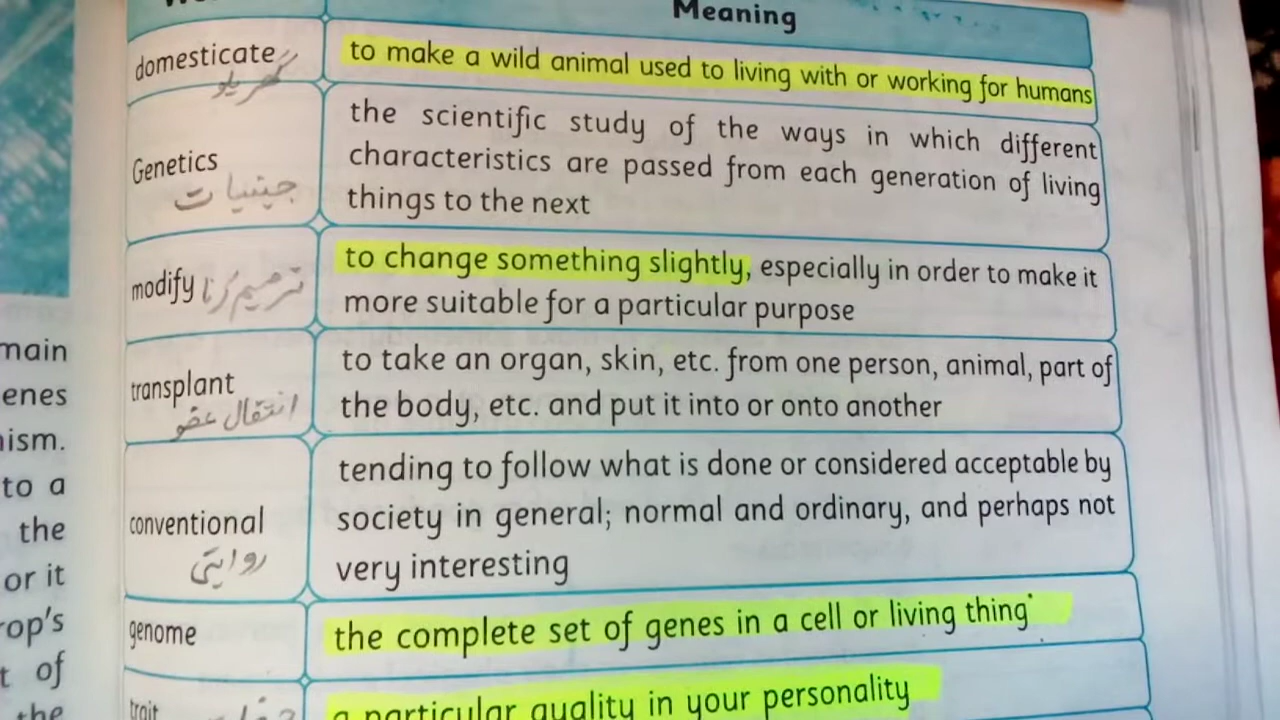 Meaning
domesticate
گھریلو
to make a wild animal used to living with or working for humans
Genetics
جینیات
the scientific study of the ways in which different
characteristics are passed from each generation of living
things to the next
modify ترمیم کرنا
to change something slightly, especially in order to make it
more suitable for a particular purpose
transplant
انتقال عضو
to take an organ, skin, etc. from one person, animal, part of
the body, etc. and put it into or onto another
conventional
روایتی
tending to follow what is done or considered acceptable by
society in general; normal and ordinary, and perhaps not
very interesting
genome
the complete set of genes in a cell or living thing
trait
a particular quality in your personality
main
enes
ism.
to a
the
or it
rop's
t of
the